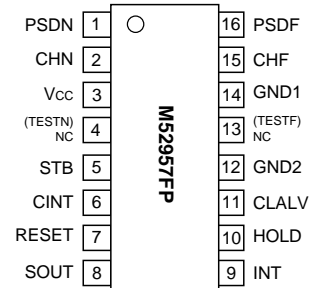 PSDN 1 16 PSDF
CHN 2 15 CHF
Vcc 3 14 GND1
(TESTN) NC 4 13 (TESTF) NC
STB 5 12 GND2
CINT 6 11 CLALV
RESET 7 10 HOLD
SOUT 8 9 INT
M52957FP